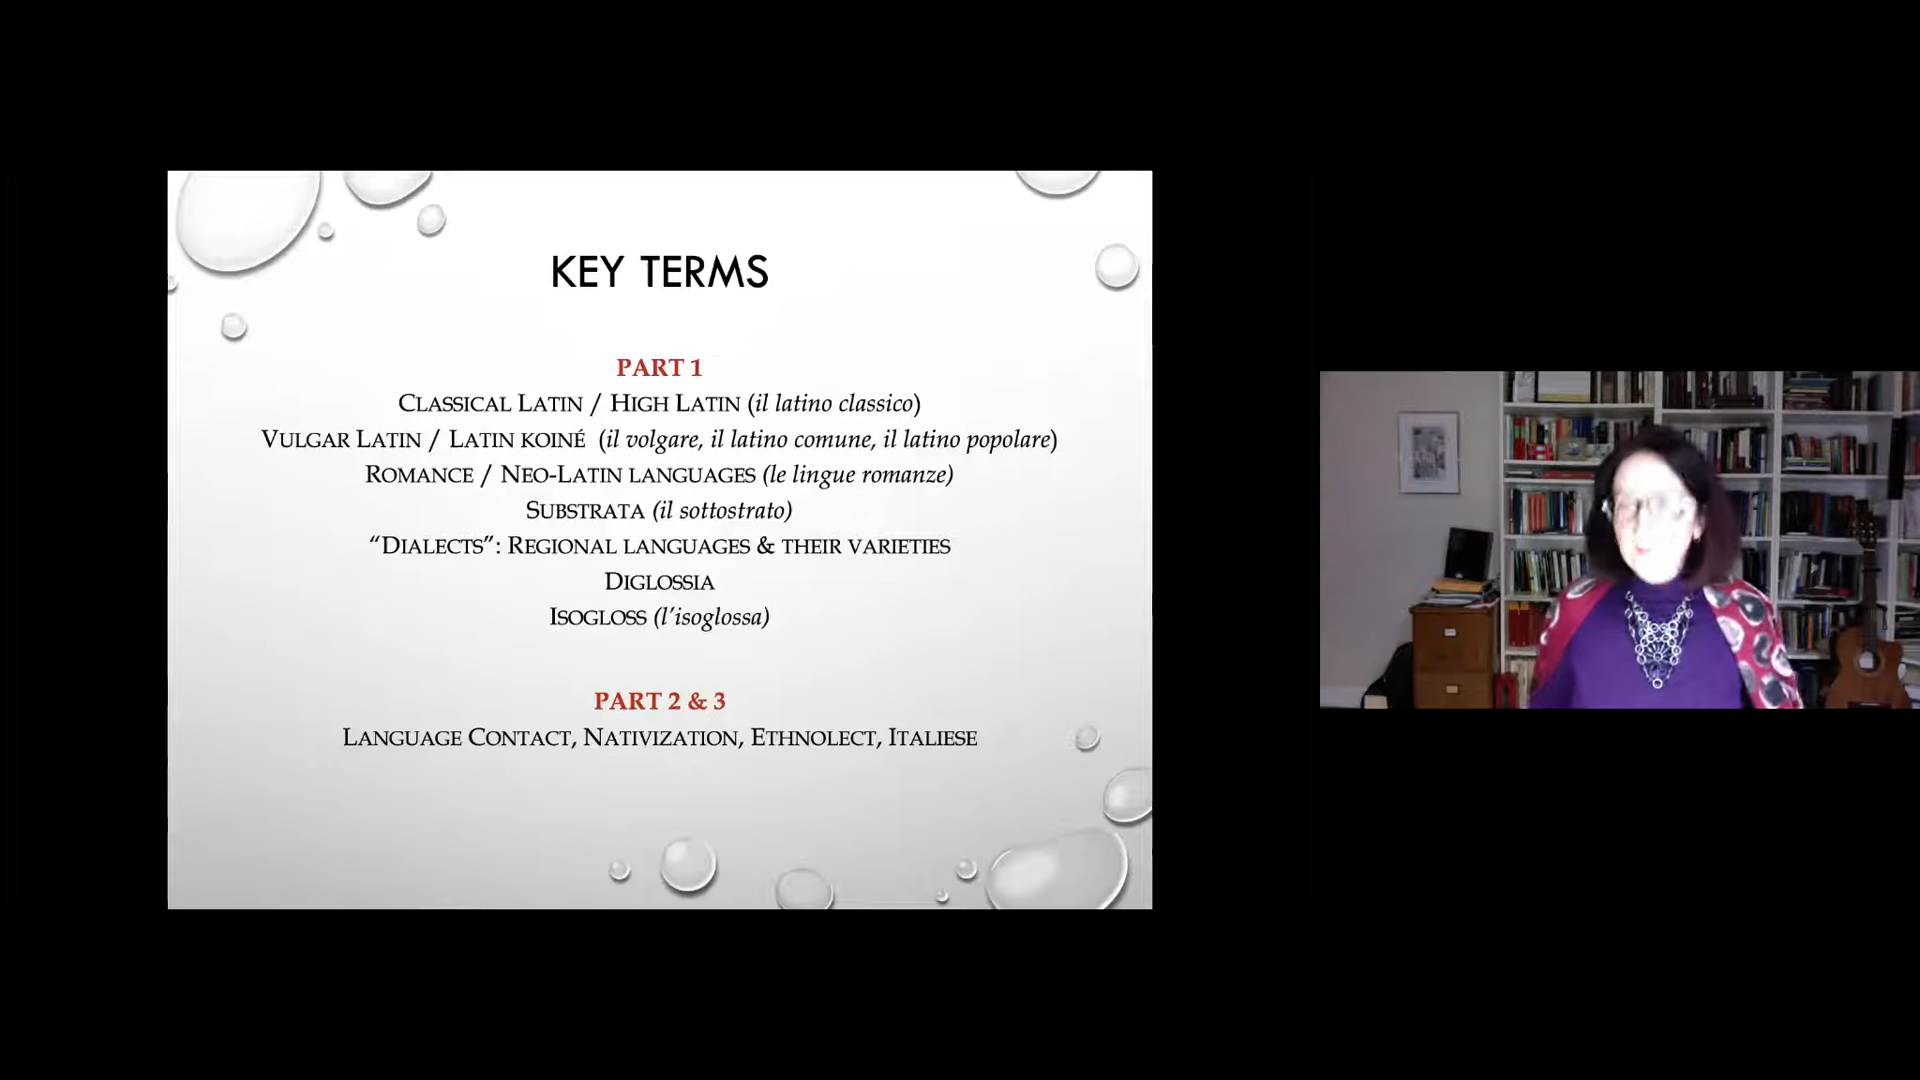 KEY TERMS
PART 1
CLASSICAL LATIN / HIGH LATIN (il latino classico)
VULGAR LATIN / LATIN KOINÉ (il volgare, il latino comune, il latino popolare)
ROMANCE / NEO-LATIN LANGUAGES (le lingue romanze)
SUBSTRATA (il sottostrato)
“DIALECTS”: REGIONAL LANGUAGES & THEIR VARIETIES
DIGLOSSIA
ISOGLOSS (l’isoglossa)
PART 2 & 3
LANGUAGE CONTACT, NATIVIZATION, ETHNOLECT, ITALIESE